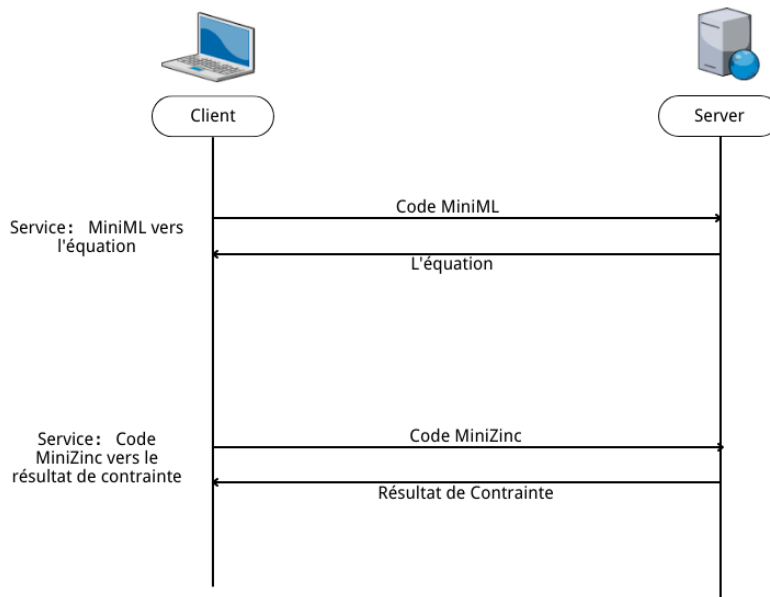 Client
Server
Code MiniML
Service: MiniML vers
l'équation
L'équation
Code MiniZinc
Service: Code
MiniZinc vers le
résultat de contrainte
Résultat de Contrainte